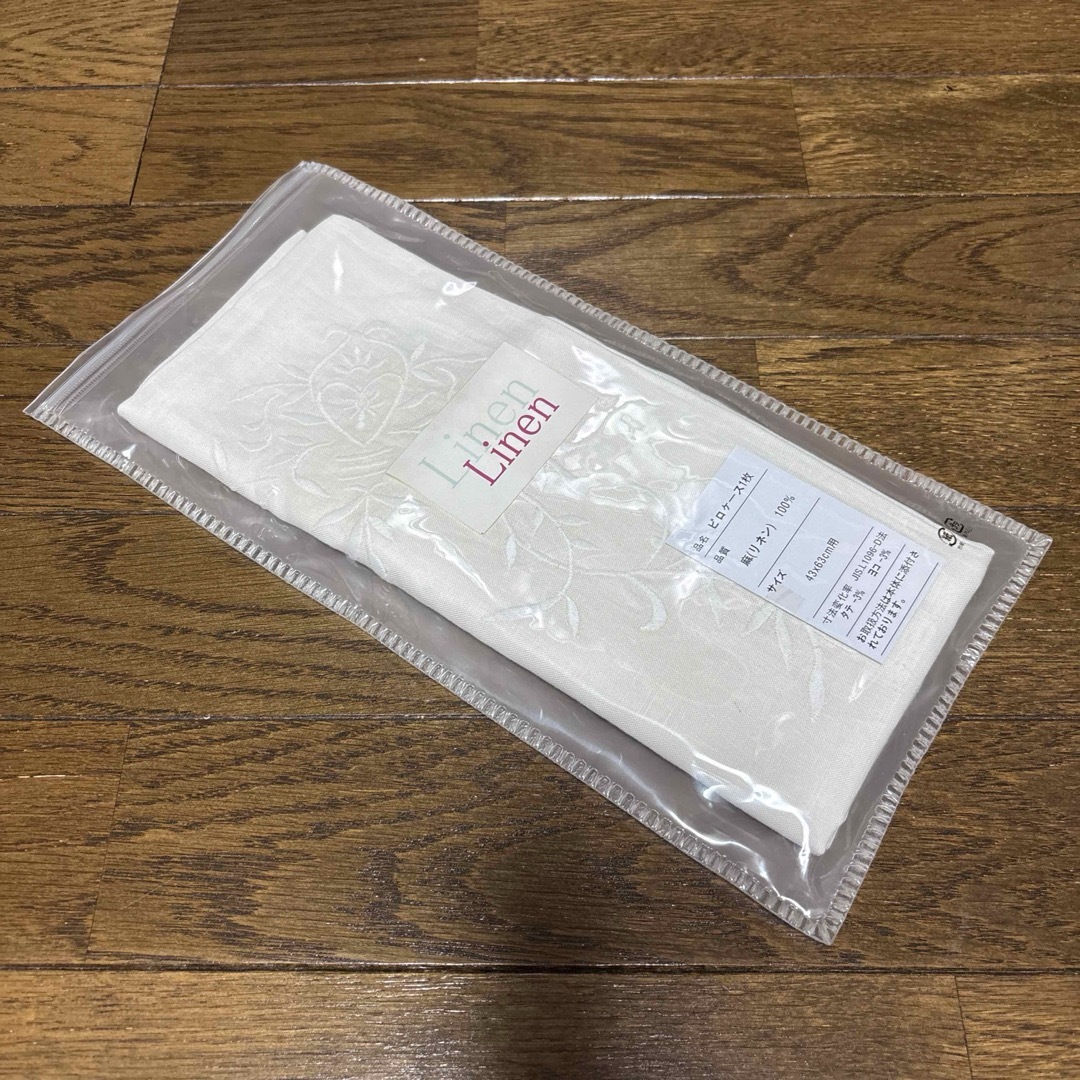 Linen
Linen
品名 ピロケース1枚
品質
麻(リネン) 100%
サイズ
43x63cm用
寸法変化率 JIS L1096-D法
タテ -3% ヨコ -3%
お取扱方法は本体に添付さ
れております。